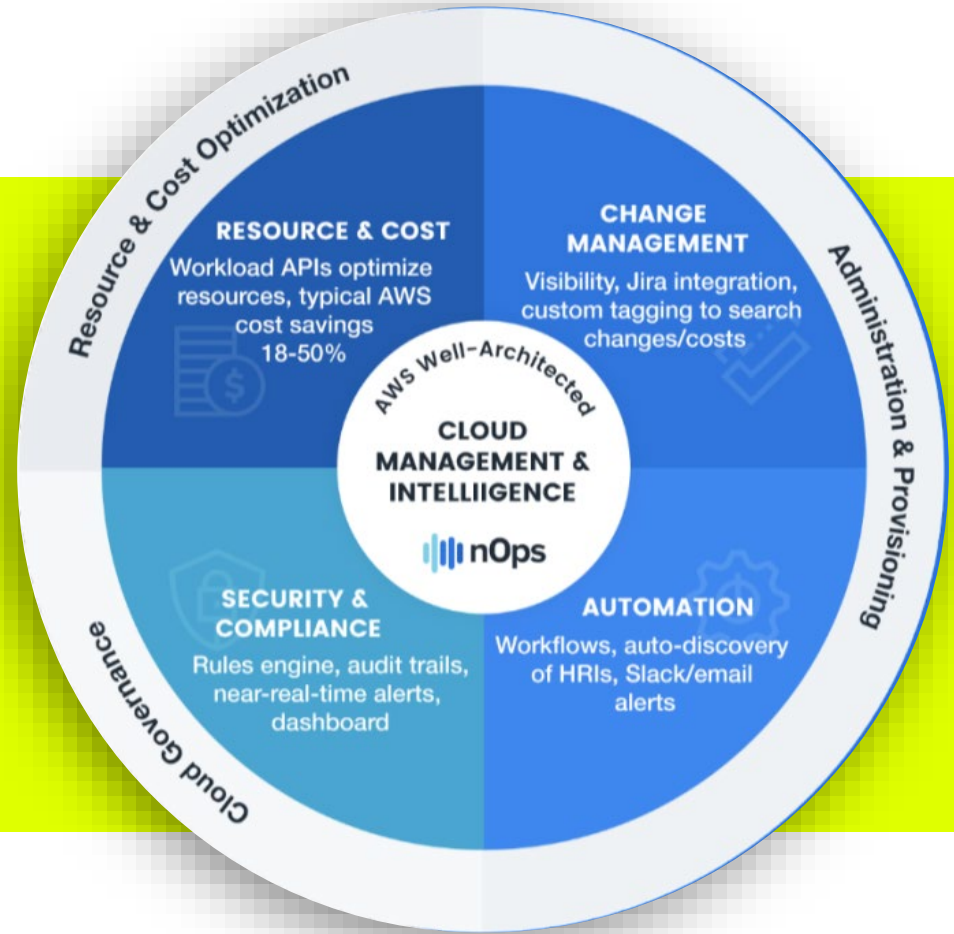 Resource & Cost Optimization
RESOURCE & COST
Workload APIs optimize
resources, typical AWS
cost savings
18-50%
CHANGE
MANAGEMENT
Visibility, Jira integration,
custom tagging to search
changes/costs
Administration & Provisioning
AWS Well-Architected
CLOUD
MANAGEMENT &
INTELLIIGENCE
nOps
SECURITY &
COMPLIANCE
Rules engine, audit trails,
near-real-time alerts,
dashboard
AUTOMATION
Workflows, auto-discovery
of HRIs, Slack/email
alerts
Cloud Governance